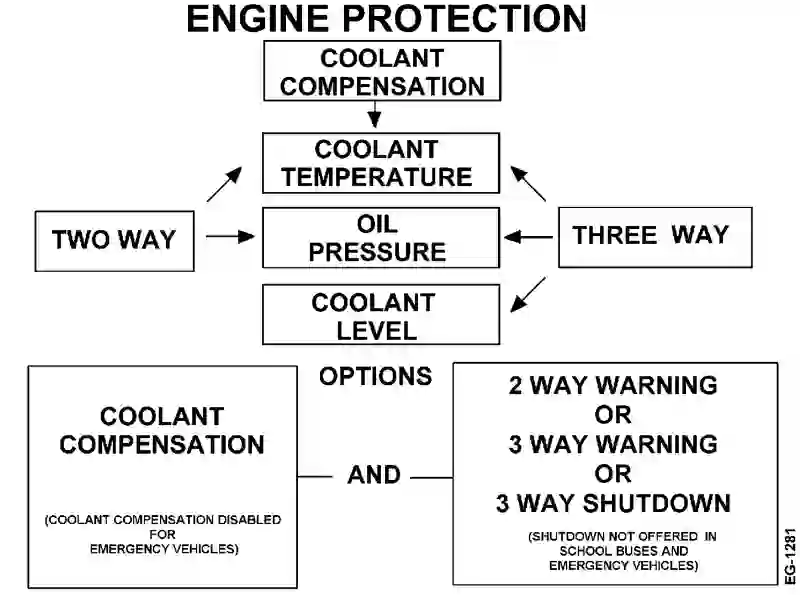 ENGINE PROTECTION
COOLANT
COMPENSATION
COOLANT
TEMPERATURE
TWO WAY
OIL
PRESSURE
THREE WAY
COOLANT
LEVEL
OPTIONS
COOLANT
COMPENSATION
(COOLANT COMPENSATION DISABLED
FOR
EMERGENCY VEHICLES)
AND
2 WAY WARNING
OR
3 WAY WARNING
OR
3 WAY SHUTDOWN
(SHUTDOWN NOT OFFERED IN
SCHOOL BUSES AND
EMERGENCY VEHICLES)
EG-1281